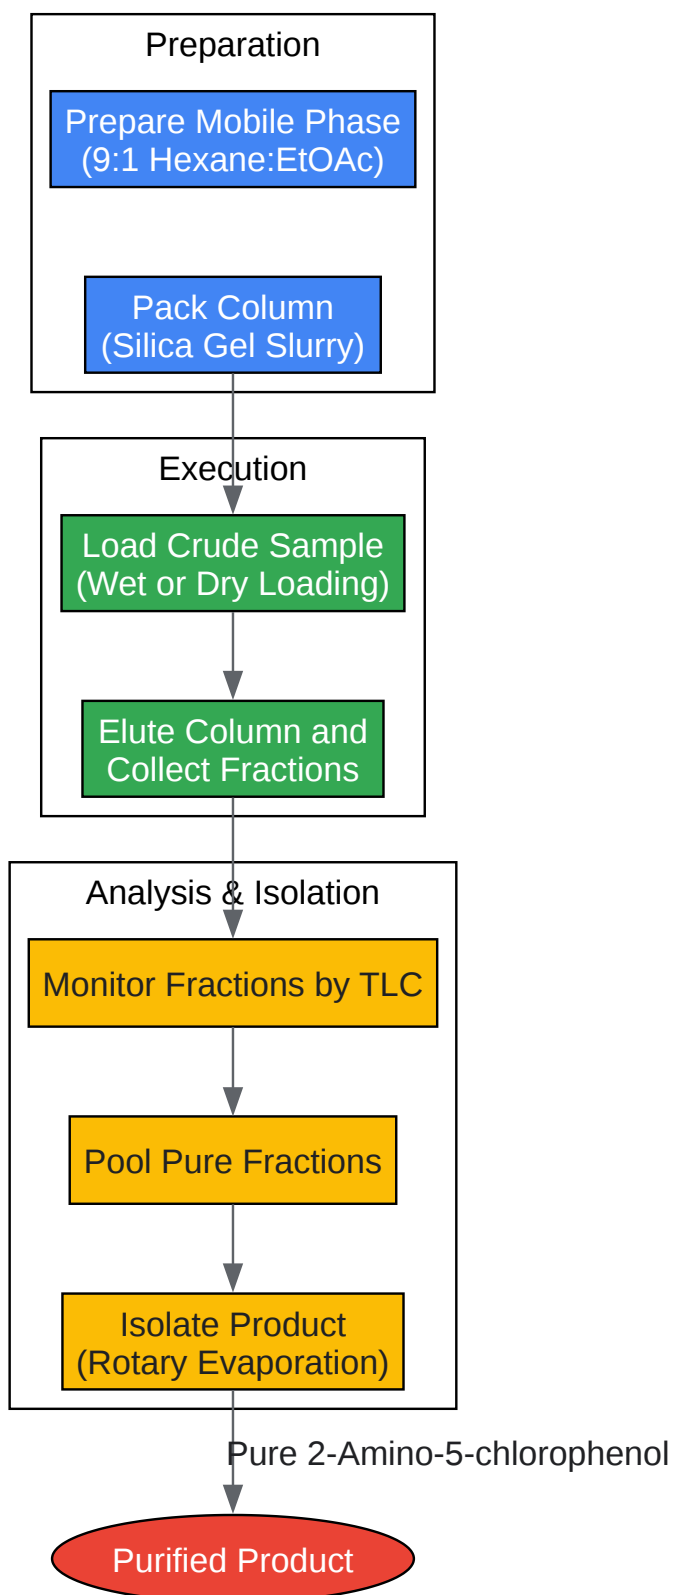 Preparation
Prepare Mobile Phase
(9:1 Hexane:EtOAc)
Pack Column
(Silica Gel Slurry)
Execution
Load Crude Sample
(Wet or Dry Loading)
Elute Column and
Collect Fractions
Analysis & Isolation
Monitor Fractions by TLC
Pool Pure Fractions
Isolate Product
(Rotary Evaporation)
Pure 2-Amino-5-chlorophenol
Purified Product